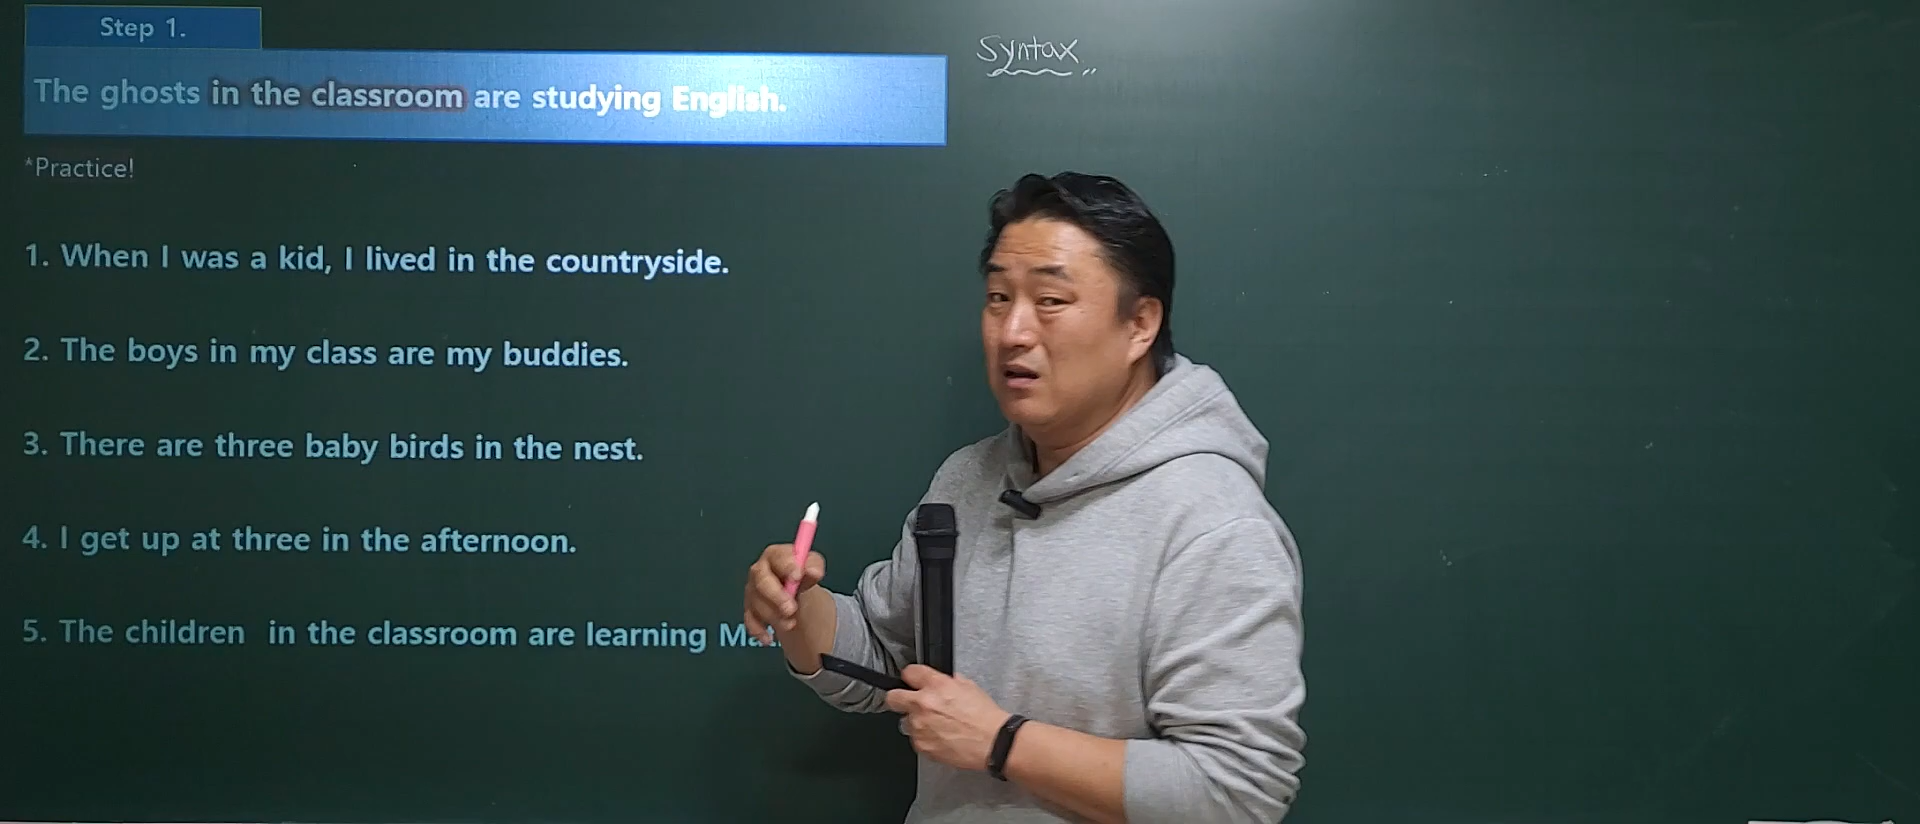 Step 1.
Syntax
The ghosts in the classroom are studying English.
*Practice!
1. When I was a kid, I lived in the countryside.
2. The boys in my class are my buddies.
3. There are three baby birds in the nest.
4. I get up at three in the afternoon.
5. The children in the classroom are learning